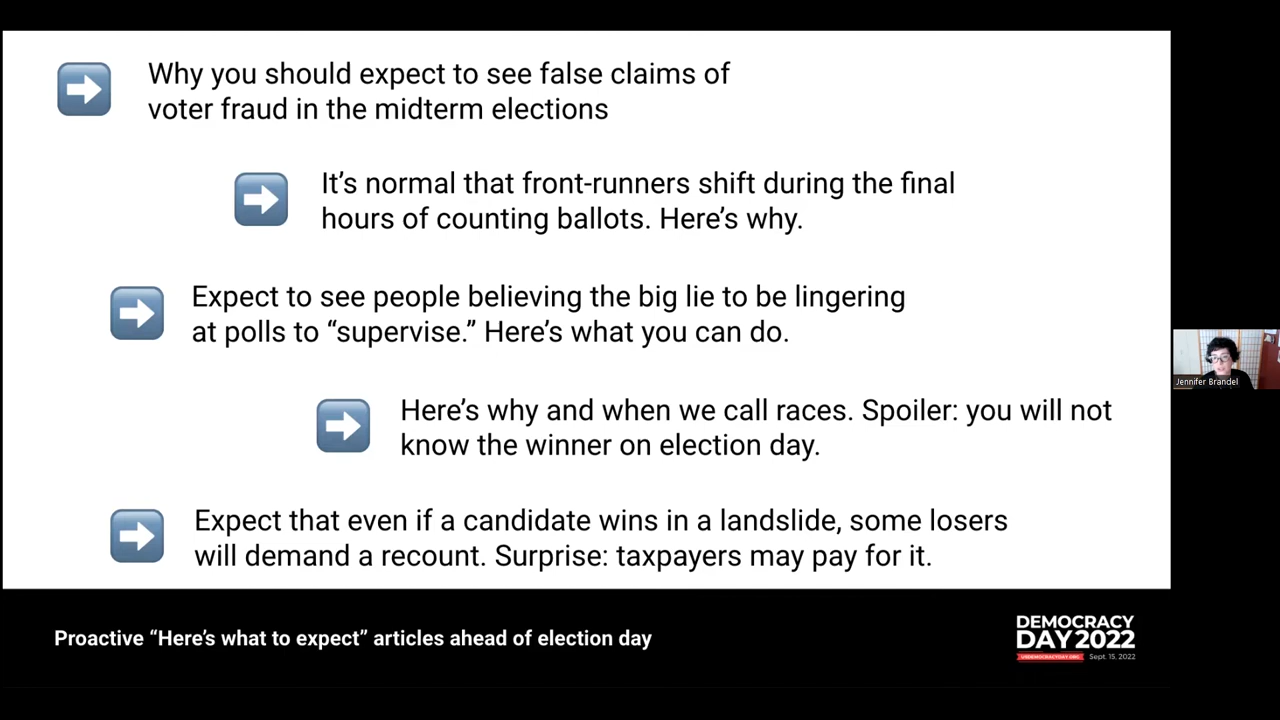 Why you should expect to see false claims of
voter fraud in the midterm elections
It’s normal that front-runners shift during the final
hours of counting ballots. Here’s why.
Expect to see people believing the big lie to be lingering
at polls to “supervise.” Here’s what you can do.
Here’s why and when we call races. Spoiler: you will not
know the winner on election day.
Expect that even if a candidate wins in a landslide, some losers
will demand a recount. Surprise: taxpayers may pay for it.
Jennifer Brandel
Proactive “Here’s what to expect” articles ahead of election day
DEMOCRACY
DAY 2022
USDEMOCRACYDAY.ORG Sept. 15, 2022